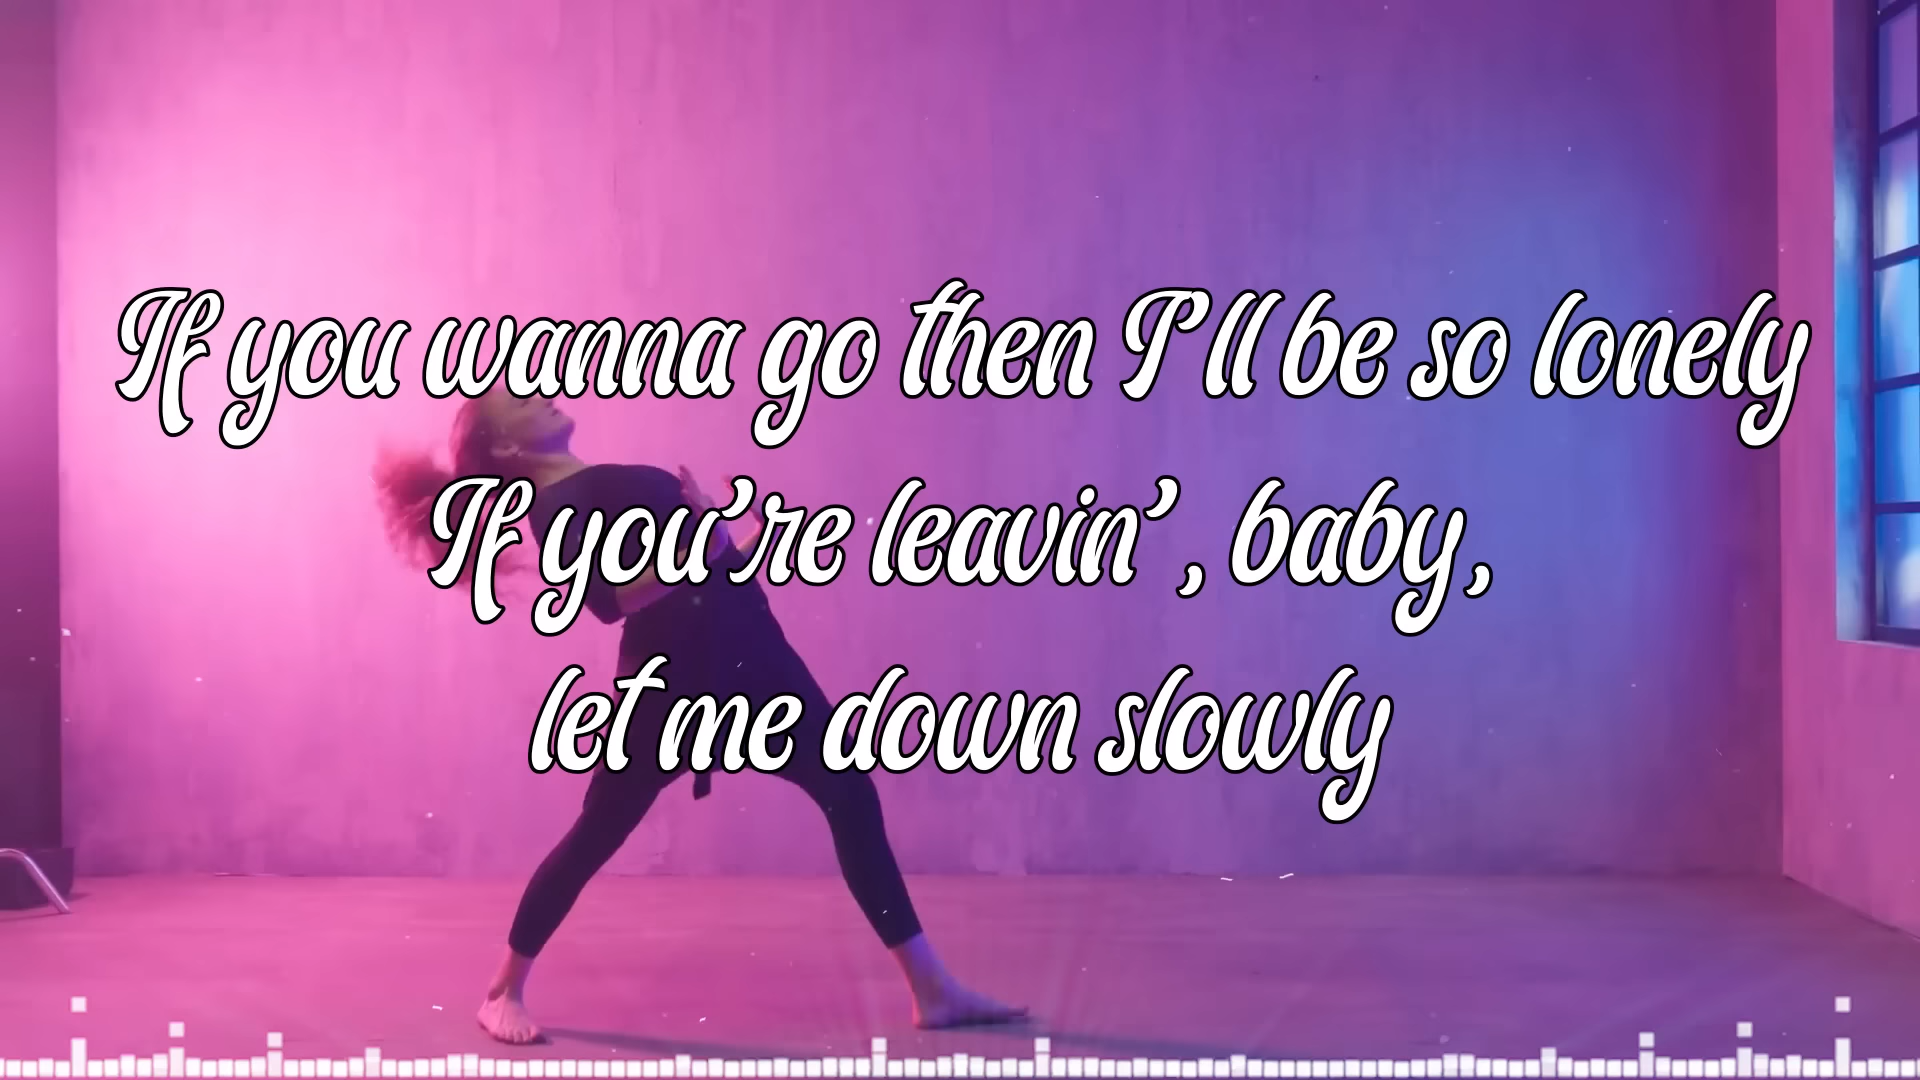 If you wanna go then I'll be so lonely
If you're leavin', baby,
let me down slowly